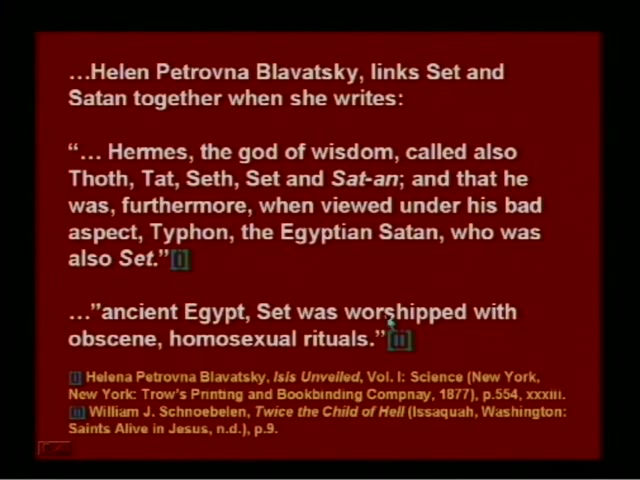 …Helen Petrovna Blavatsky, links Set and
Satan together when she writes:
“… Hermes, the god of wisdom, called also
Thoth, Tat, Seth, Set and Sat-an; and that he
was, furthermore, when viewed under his bad
aspect, Typhon, the Egyptian Satan, who was
also Set.”[i]
…”ancient Egypt, Set was worshipped with
obscene, homosexual rituals.”[ii]
[i] Helena Petrovna Blavatsky, Isis Unveiled, Vol. I: Science (New York,
New York: Trow’s Printing and Bookbinding Compnay, 1877), p.554, xxxiii.
[ii] William J. Schnoebelen, Twice the Child of Hell (Issaquah, Washington:
Saints Alive in Jesus, n.d.), p.9.